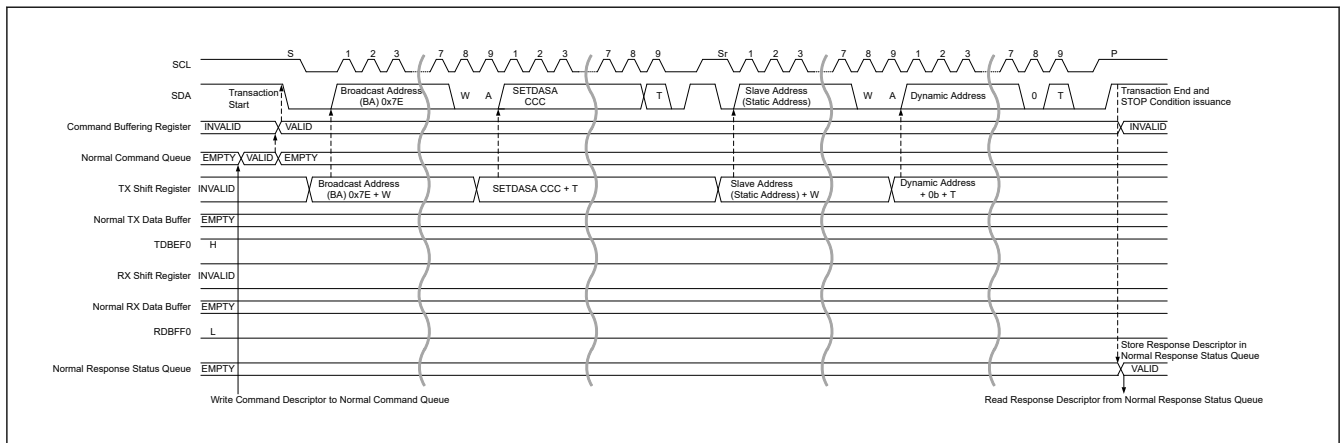 S 1 2 3 7 8 9 1 2 3 7 8 9 Sr 1 2 3 7 8 9 1 2 3 7 8 9 P
SCL
SDA
Transaction
Start
Broadcast Address
(BA) 0x7E
W
A
SETDASA
CCC
T
Slave Address
(Static Address)
W
A
Dynamic Address
0
T
Transaction End and
STOP Condition issuance
Command Buffering Register
INVALID
VALID
INVALID
Normal Command Queue
EMPTY
VALID
EMPTY
TX Shift Register
INVALID
Broadcast Address
(BA) 0x7E + W
SETDASA CCC + T
Slave Address
(Static Address) + W
Dynamic Address
+ 0b + T
Normal TX Data Buffer
EMPTY
TDBEF0
H
RX Shift Register
INVALID
Normal RX Data Buffer
EMPTY
RDBFF0
L
Store Response Descriptor in
Normal Response Status Queue
Normal Response Status Queue
EMPTY
VALID
Write Command Descriptor to Normal Command Queue
Read Response Descriptor from Normal Response Status Queue